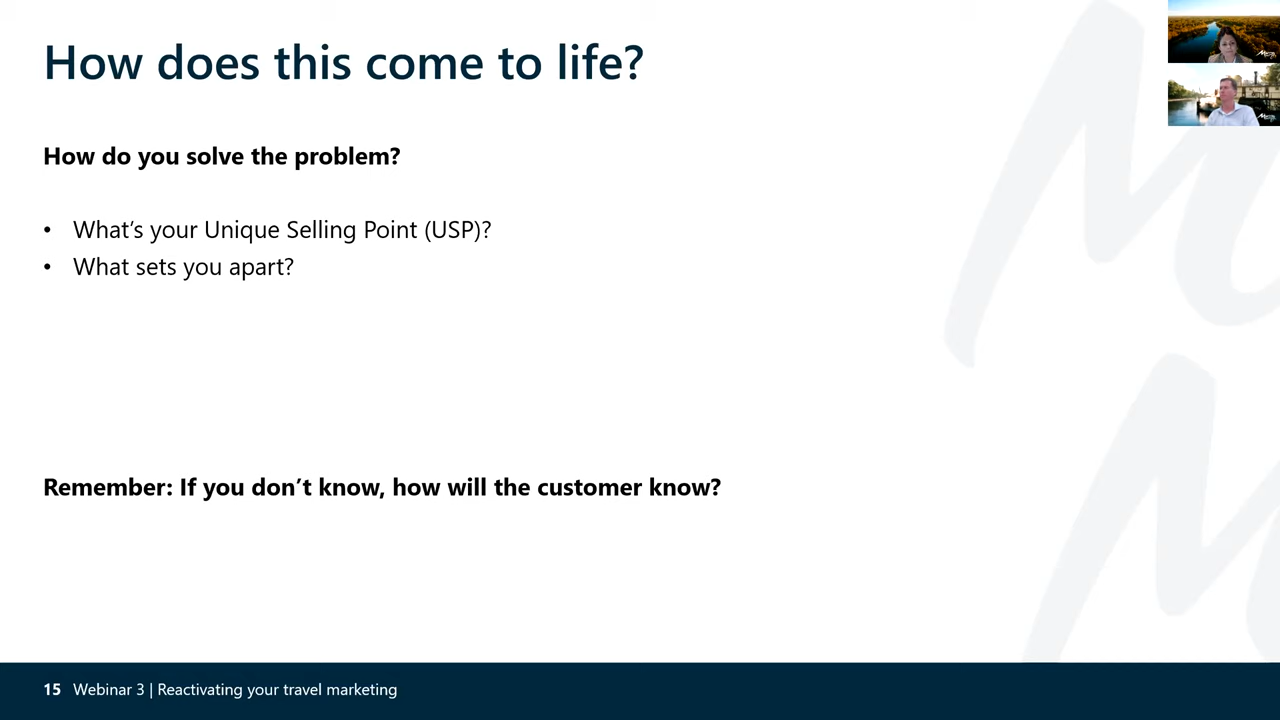 How does this come to life?
How do you solve the problem?
• What’s your Unique Selling Point (USP)?
• What sets you apart?
Remember: If you don’t know, how will the customer know?
15 Webinar 3 | Reactivating your travel marketing